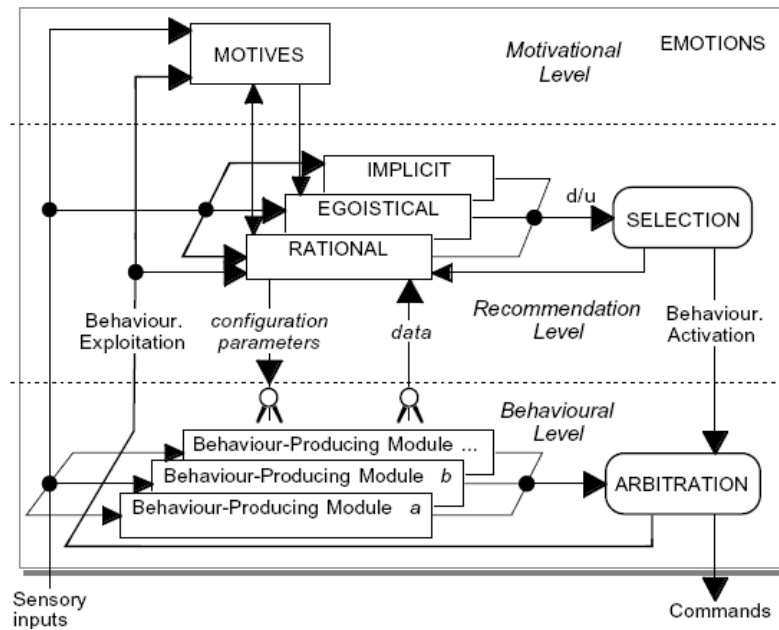 MOTIVES
Motivational
Level
EMOTIONS
IMPLICIT
EGOISTICAL
RATIONAL
d/u
SELECTION
Behaviour.
Exploitation
configuration
parameters
data
Recommendation
Level
Behaviour.
Activation
Behavioural
Level
Behaviour-Producing Module ...
Behaviour-Producing Module b
Behaviour-Producing Module a
ARBITRATION
Sensory
inputs
Commands